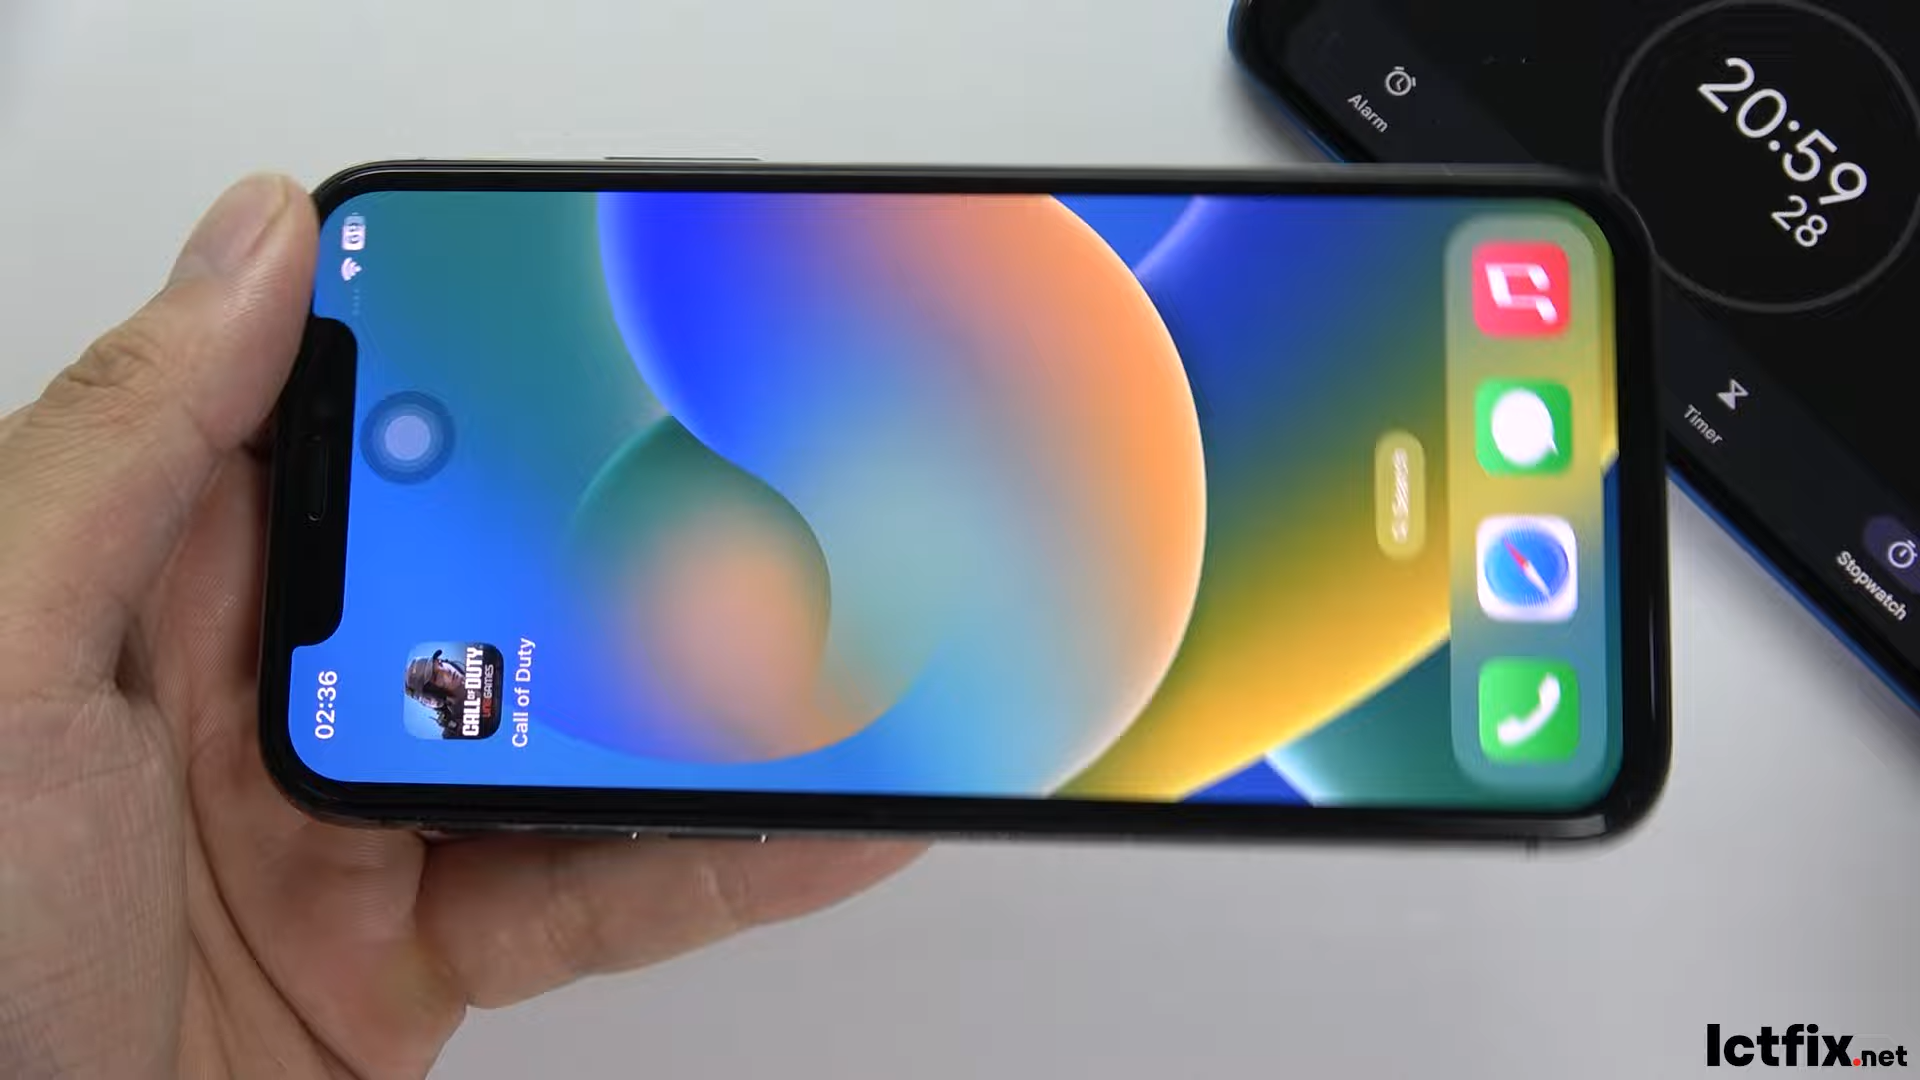 Alarm
20:59
28
Timer
Stopwatch
02:36
CALL OF DUTY
Call of Duty
Ictfix.net